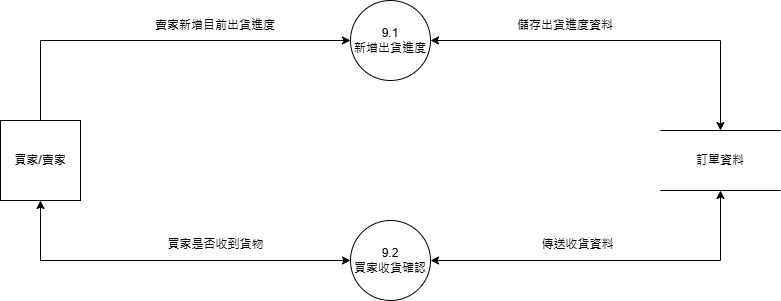 賣家新增目前出貨進度
9.1
新增出貨進度
儲存出貨進度資料
買家/賣家
訂單資料
買家是否收到貨物
9.2
買家收貨確認
傳送收貨資料